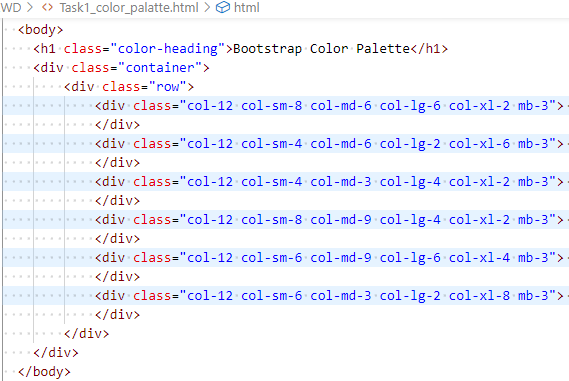 WD > <> Task1_color_palatte.html > html
<body>
<h1 class="color-heading">Bootstrap Color Palette</h1>
<div class="container">
<div class="row">
<div class="col-12 col-sm-8 col-md-6 col-lg-6 col-xl-2 mb-3">
</div>
<div class="col-12 col-sm-4 col-md-6 col-lg-2 col-xl-6 mb-3">
</div>
<div class="col-12 col-sm-4 col-md-3 col-lg-4 col-xl-2 mb-3">
</div>
<div class="col-12 col-sm-8 col-md-9 col-lg-4 col-xl-2 mb-3">
</div>
<div class="col-12 col-sm-6 col-md-9 col-lg-6 col-xl-4 mb-3">
</div>
<div class="col-12 col-sm-6 col-md-3 col-lg-2 col-xl-8 mb-3">
</div>
</div>
</div>
</body>